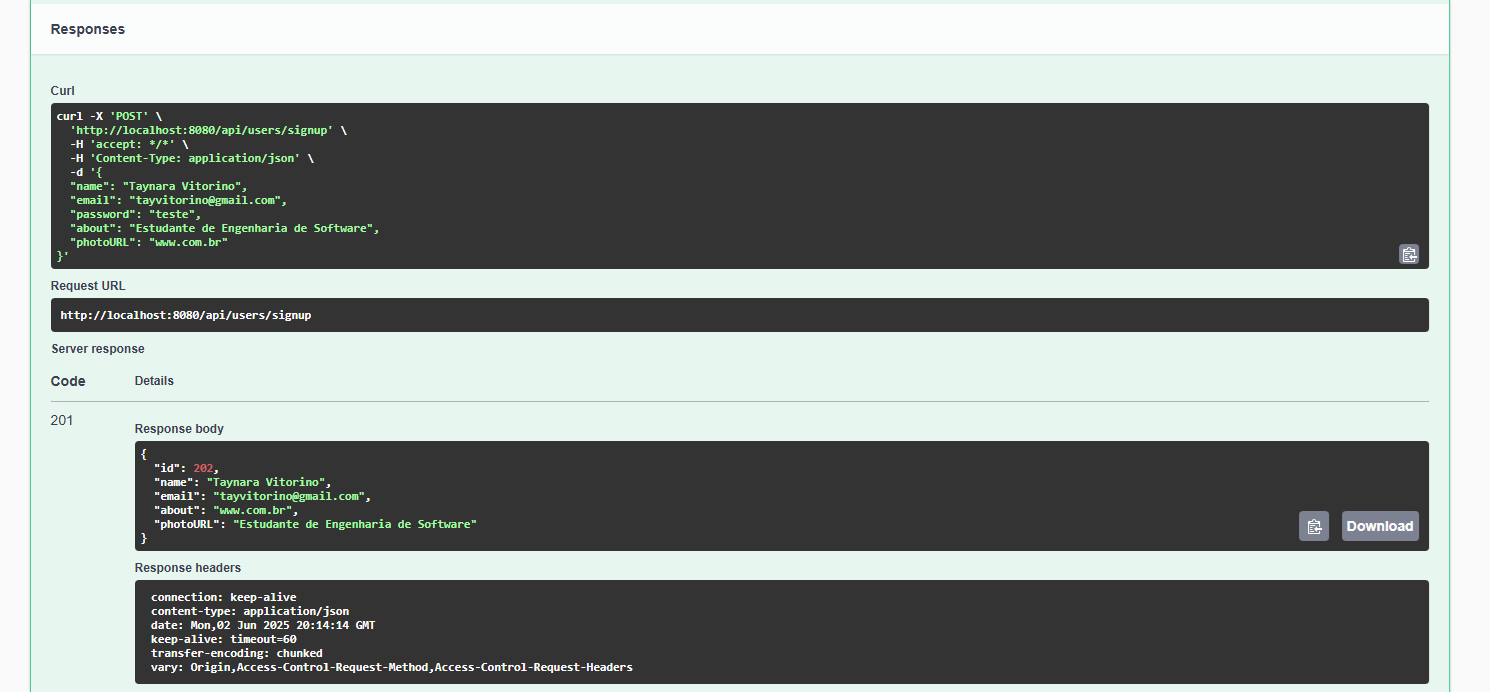 Responses
Curl
curl -X 'POST' \
  'http://localhost:8080/api/users/signup' \
  -H 'accept: */*' \
  -H 'Content-Type: application/json' \
  -d '{
  "name": "Taynara Vitorino",
  "email": "tayvitorino@gmail.com",
  "password": "teste",
  "about": "Estudante de Engenharia de Software",
  "photoURL": "www.com.br"
}'
Request URL
http://localhost:8080/api/users/signup
Server response
Code Details
201
Response body
{
  "id": 202,
  "name": "Taynara Vitorino",
  "email": "tayvitorino@gmail.com",
  "about": "www.com.br",
  "photoURL": "Estudante de Engenharia de Software"
}
Download
Response headers
connection: keep-alive
content-type: application/json
date: Mon,02 Jun 2025 20:14:14 GMT
keep-alive: timeout=60
transfer-encoding: chunked
vary: Origin,Access-Control-Request-Method,Access-Control-Request-Headers